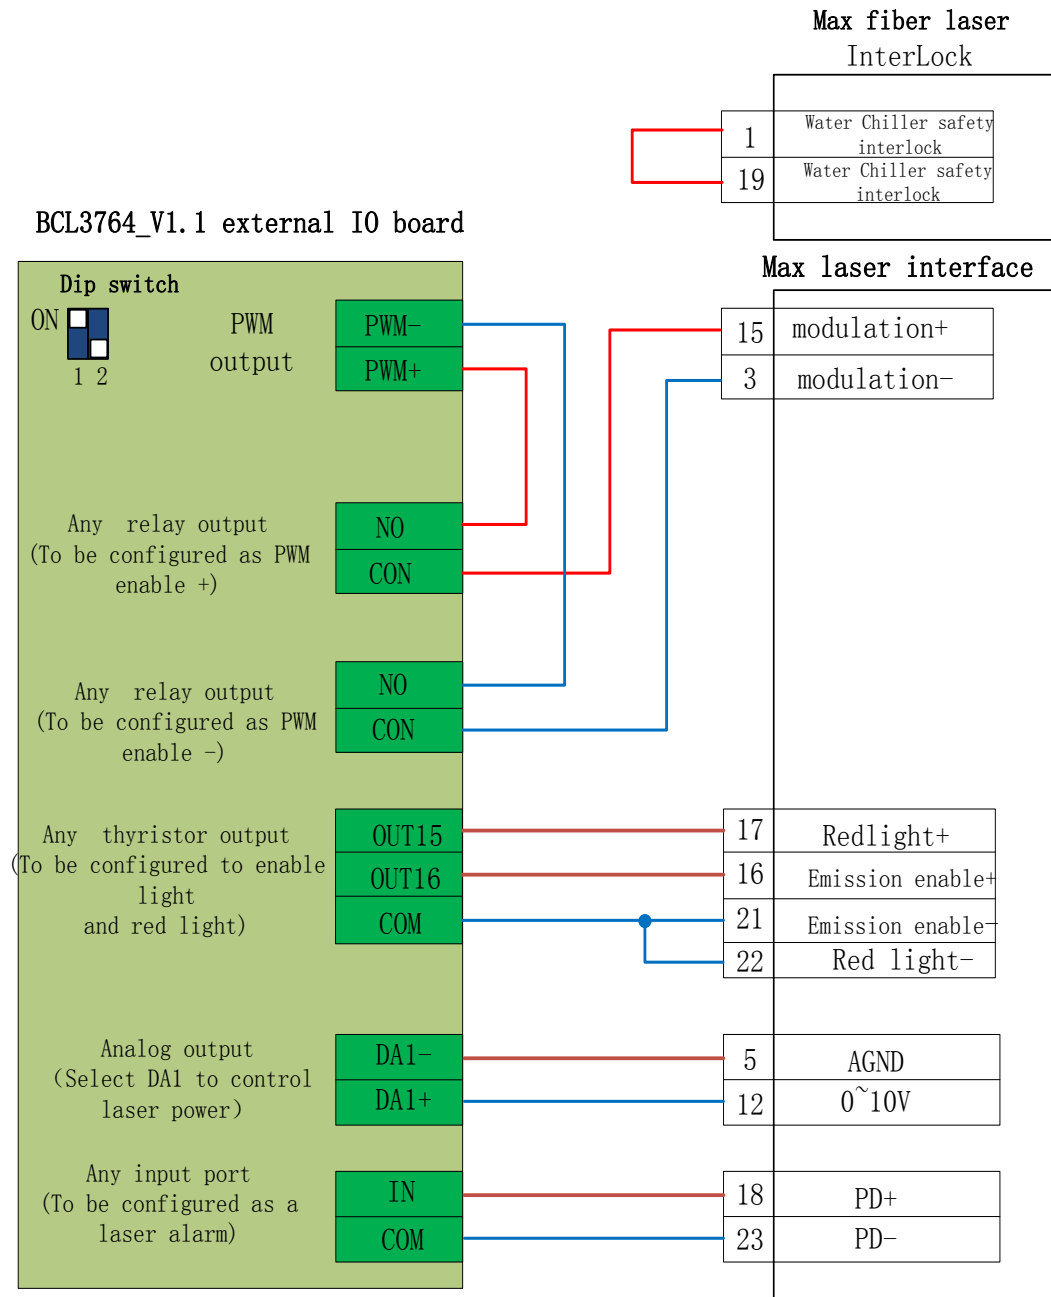 Max fiber laser
InterLock
1 Water Chiller safety
interlock
19 Water Chiller safety
interlock
BCL3764_V1.1 external IO board
Dip switch
ON
1 2
PWM
output
PWM-
PWM+
Max laser interface
15 modulation+
3 modulation-
Any relay output
(To be configured as PWM
enable +)
NO
CON
Any relay output
(To be configured as PWM
enable -)
NO
CON
Any thyristor output
(To be configured to enable
light
and red light)
OUT15
OUT16
COM
17 Redlight+
16 Emission enable+
21 Emission enable-
22 Red light-
Analog output
(Select DA1 to control
laser power)
DA1-
DA1+
5 AGND
12 0~10V
Any input port
(To be configured as a
laser alarm)
IN
COM
18 PD+
23 PD-